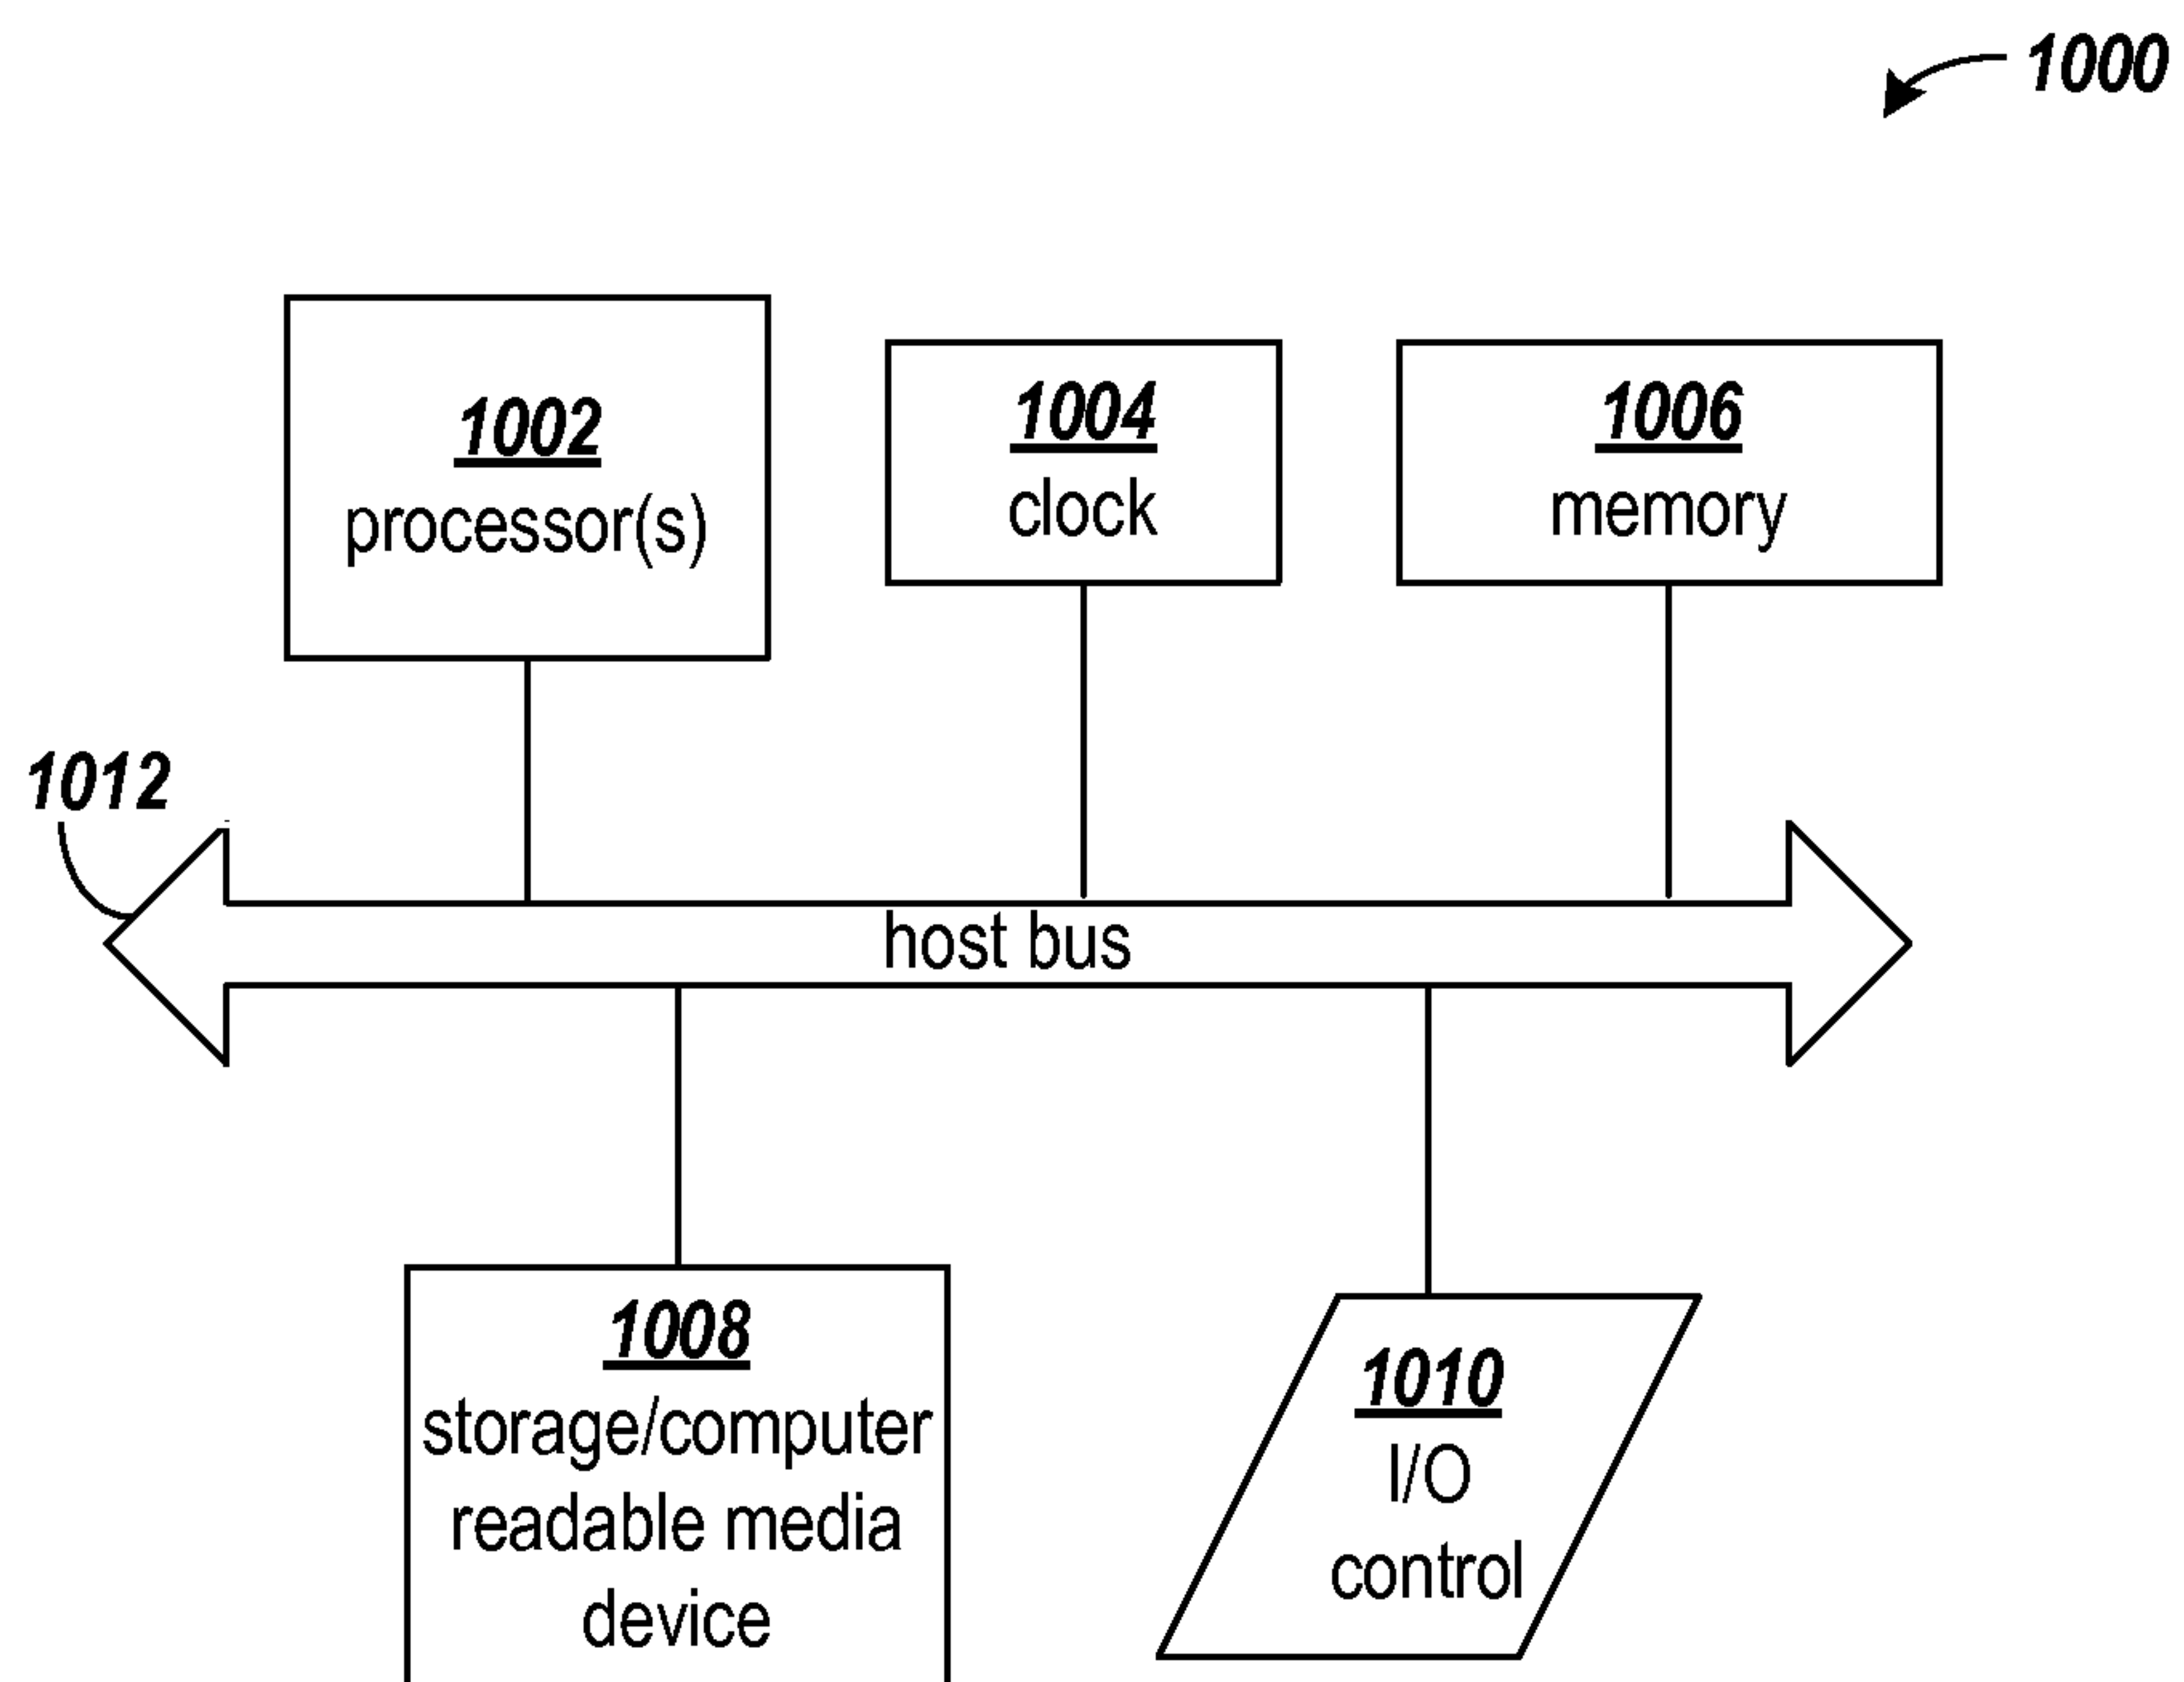 1000
1002
processor(s)
1004
clock
1006
memory
1012
host bus
1008
storage/computer
readable media
device
1010
I/O
control